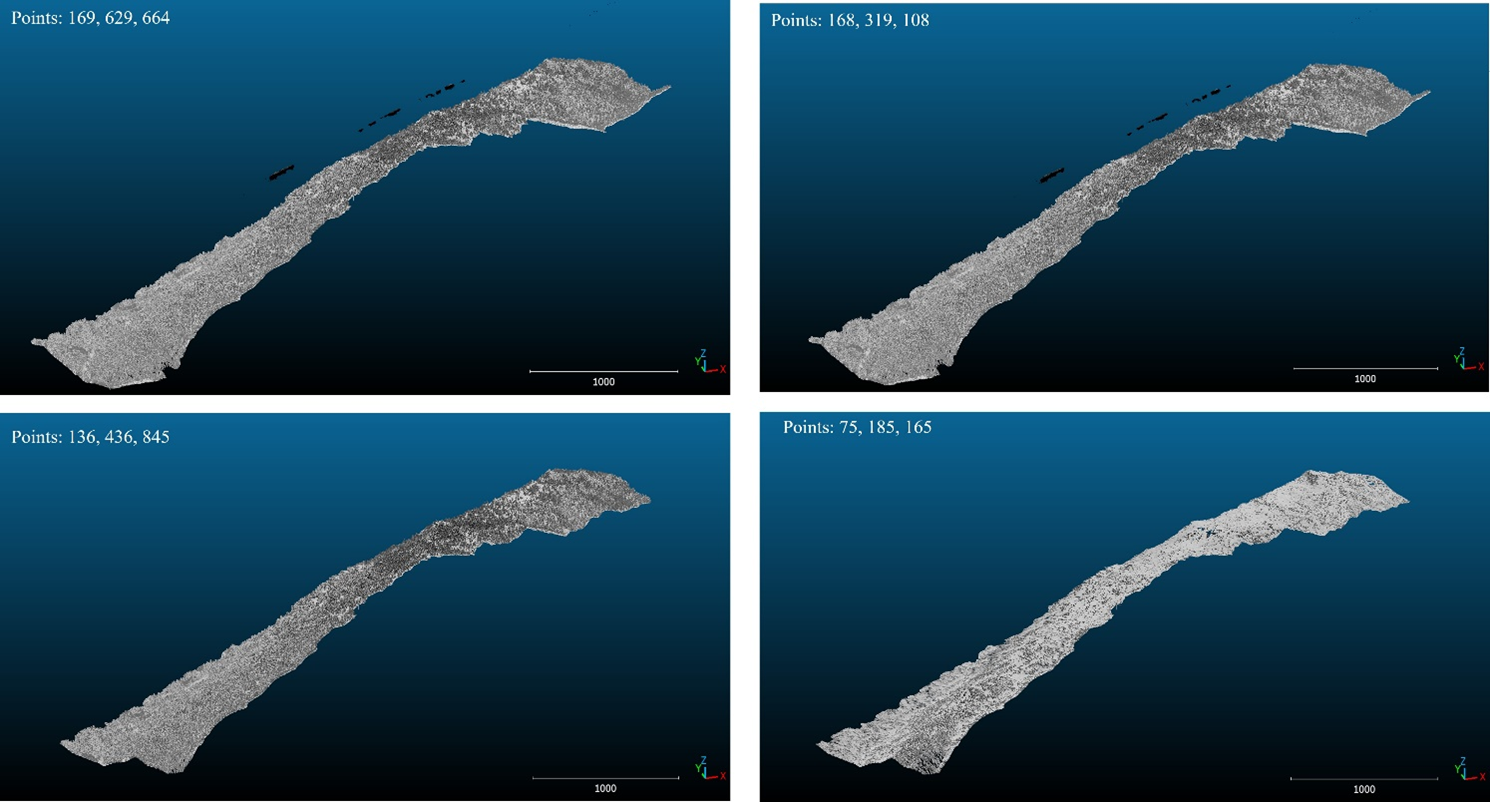 Points: 169, 629, 664
Z
Y
X
1000
Points: 168, 319, 108
Z
Y
X
1000
Points: 136, 436, 845
Z
Y
X
1000
Points: 75, 185, 165
Z
Y
X
1000